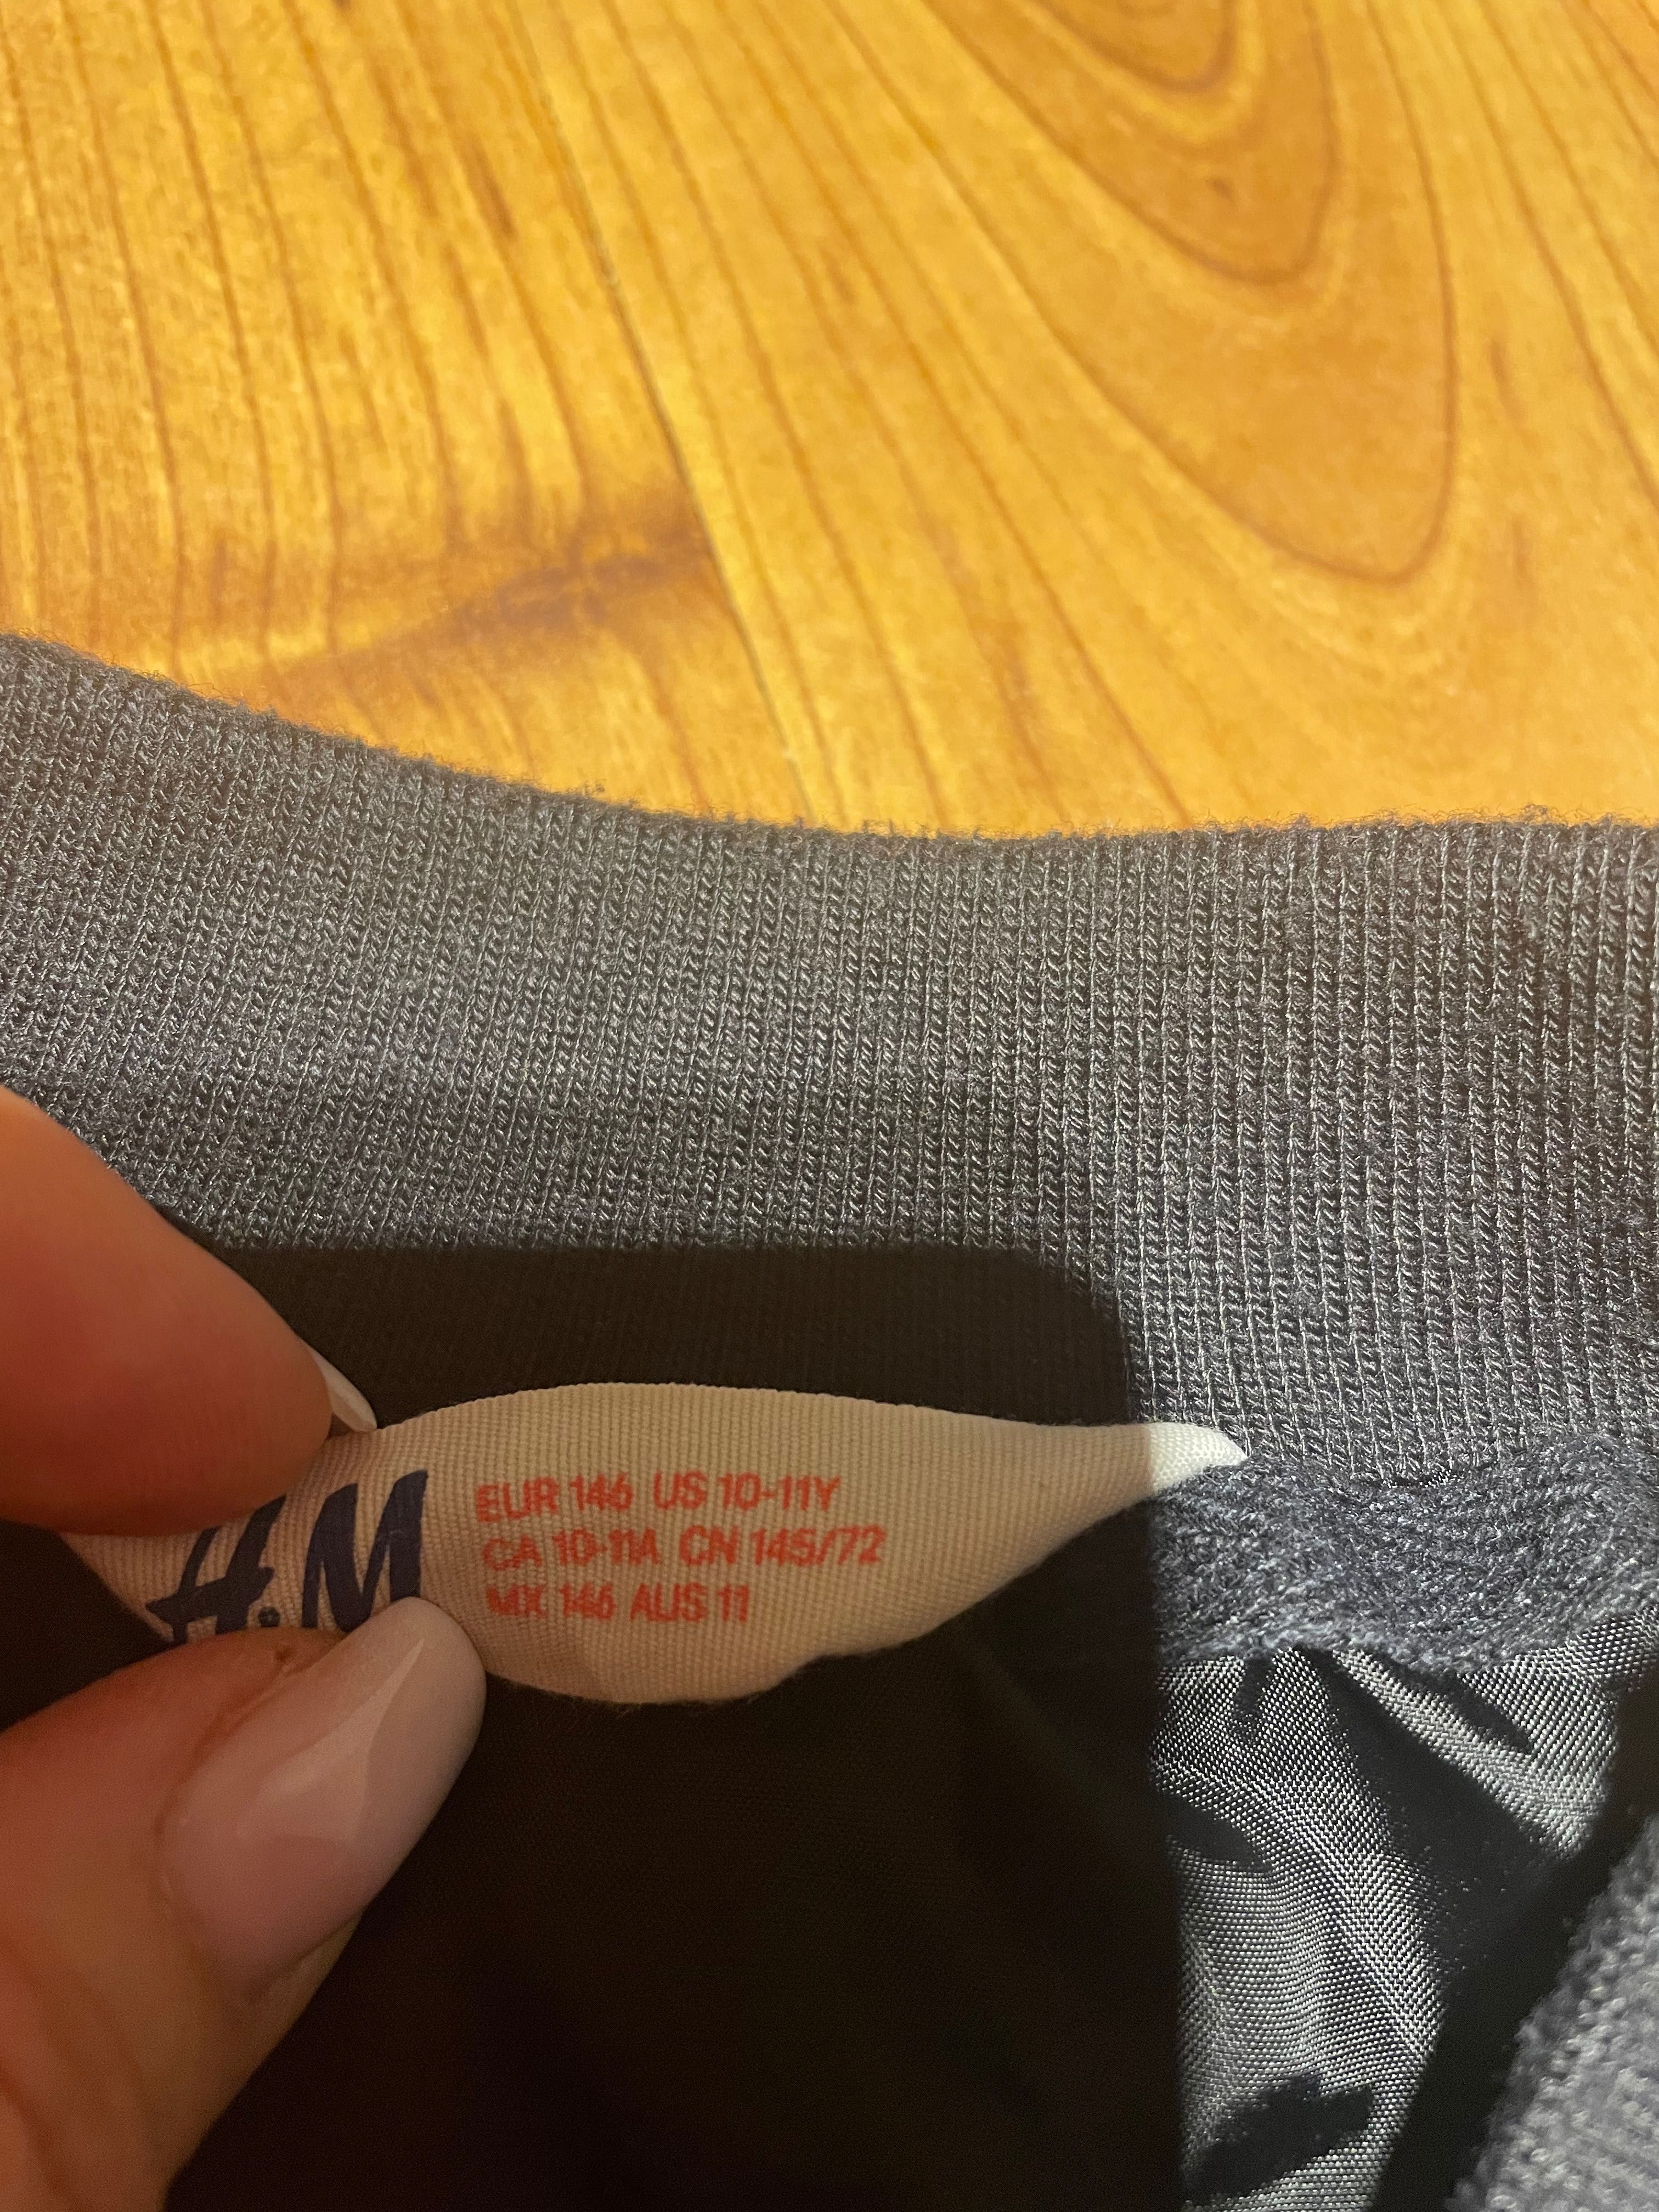 H&M
EUR 146 US 10-11Y
CA 10-11A CN 145/72
MX 146 AUS 11